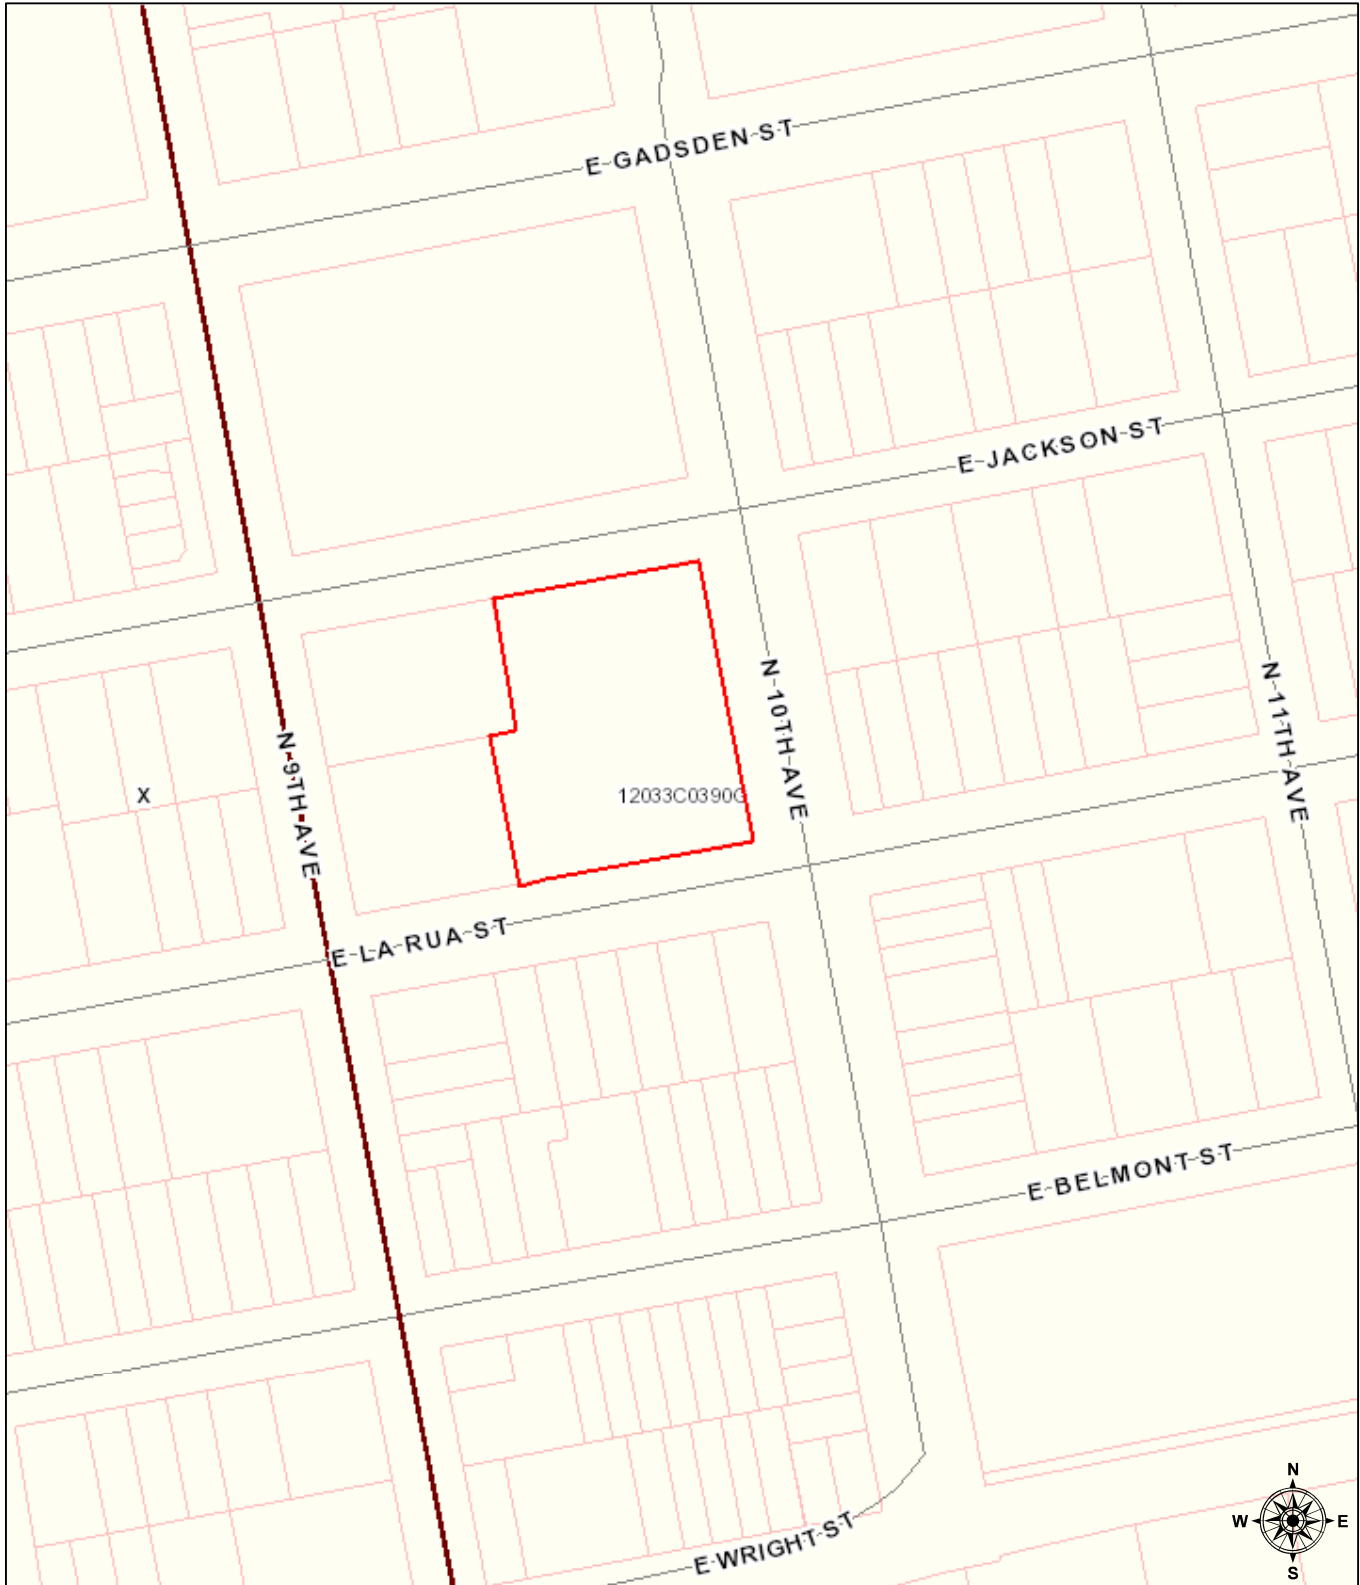 E GADSDEN ST
E JACKSON ST
N 9TH AVE
N 10TH AVE
N 11TH AVE
X
12033C0390G
E LA RUA ST
E BELMONT ST
E WRIGHT ST
N
W E
S